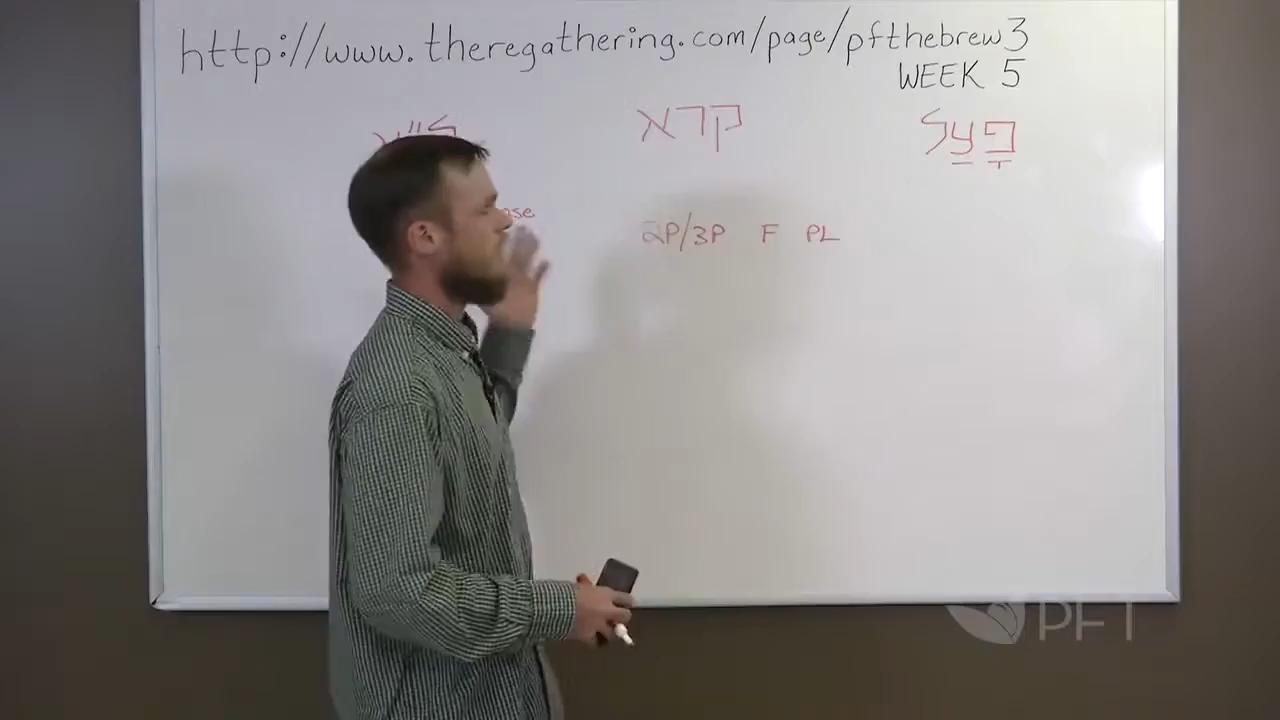 http://www.theregathering.com/page/pfthebrew3
WEEK 5
פָּעַל
קרא
2P/3P F PL
PFT